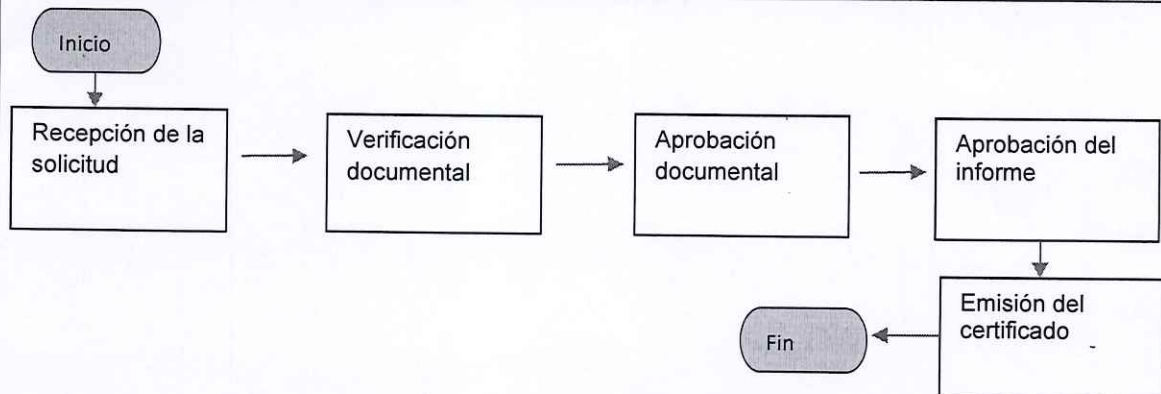 Inicio
Recepción de la
solicitud
Verificación
documental
Aprobación
documental
Aprobación del
informe
Emisión del
certificado
Fin